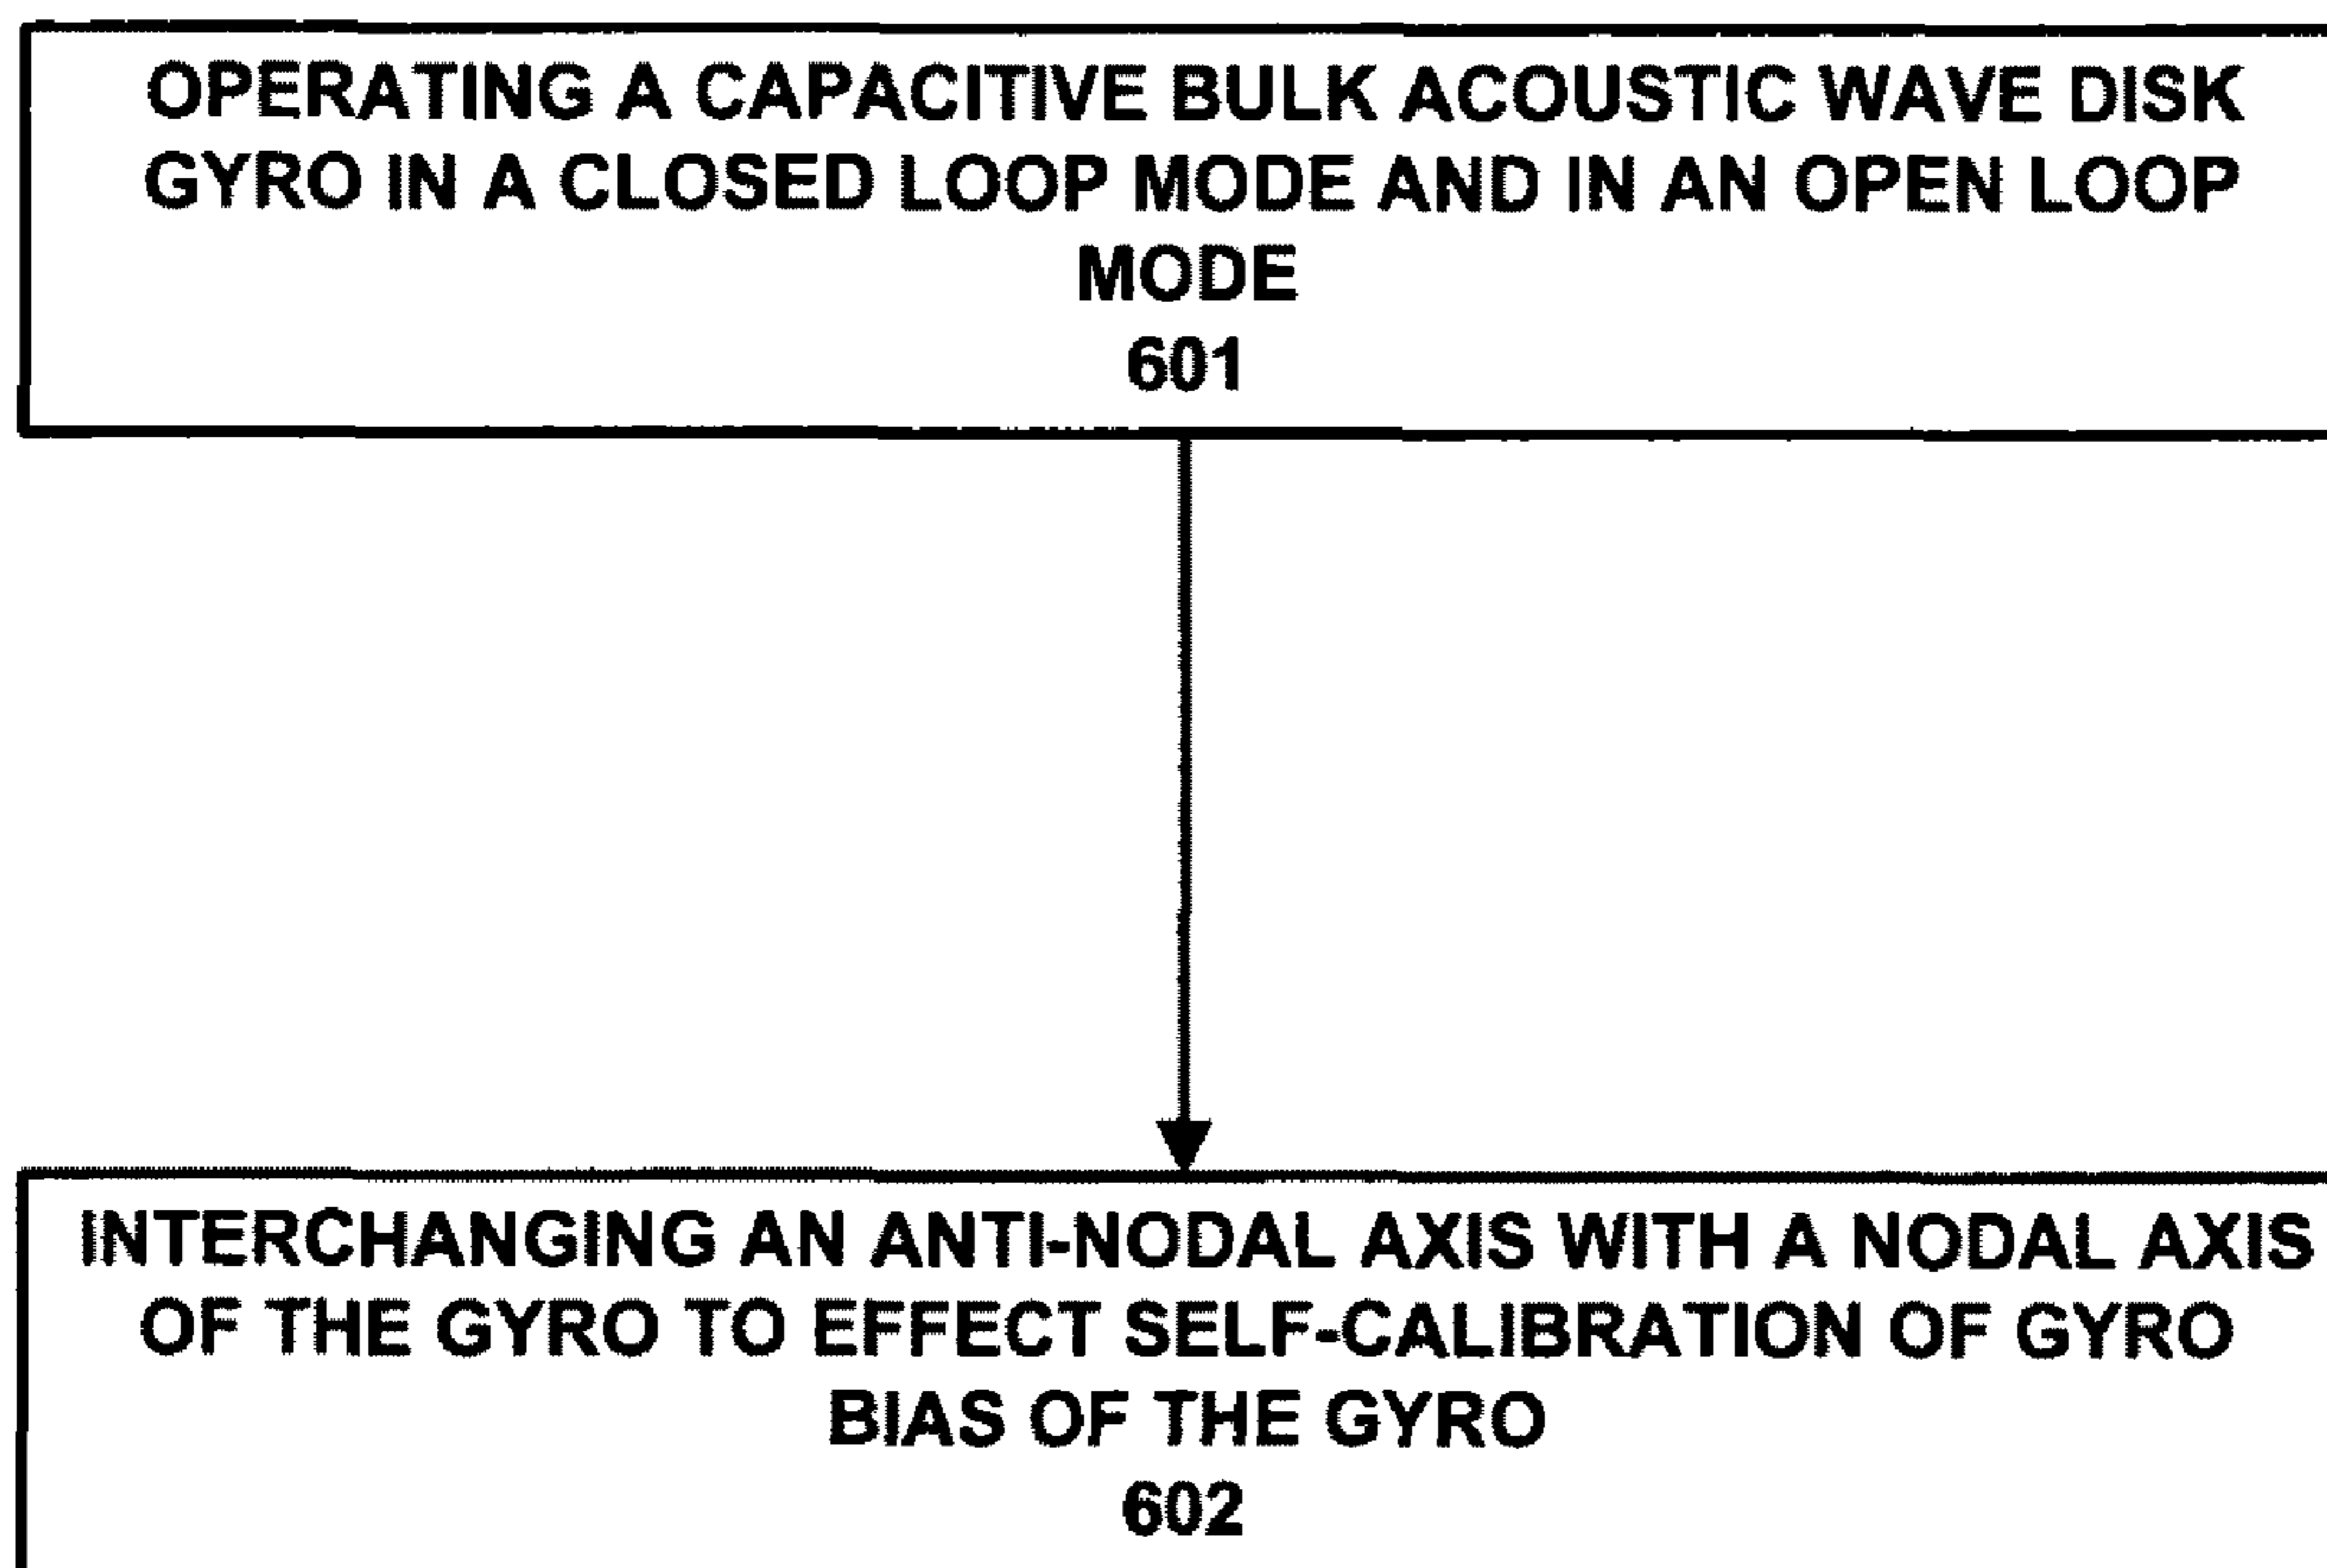 OPERATING A CAPACITIVE BULK ACOUSTIC WAVE DISK
GYRO IN A CLOSED LOOP MODE AND IN AN OPEN LOOP
MODE
601
INTERCHANGING AN ANTI-NODAL AXIS WITH A NODAL AXIS
OF THE GYRO TO EFFECT SELF-CALIBRATION OF GYRO
BIAS OF THE GYRO
602